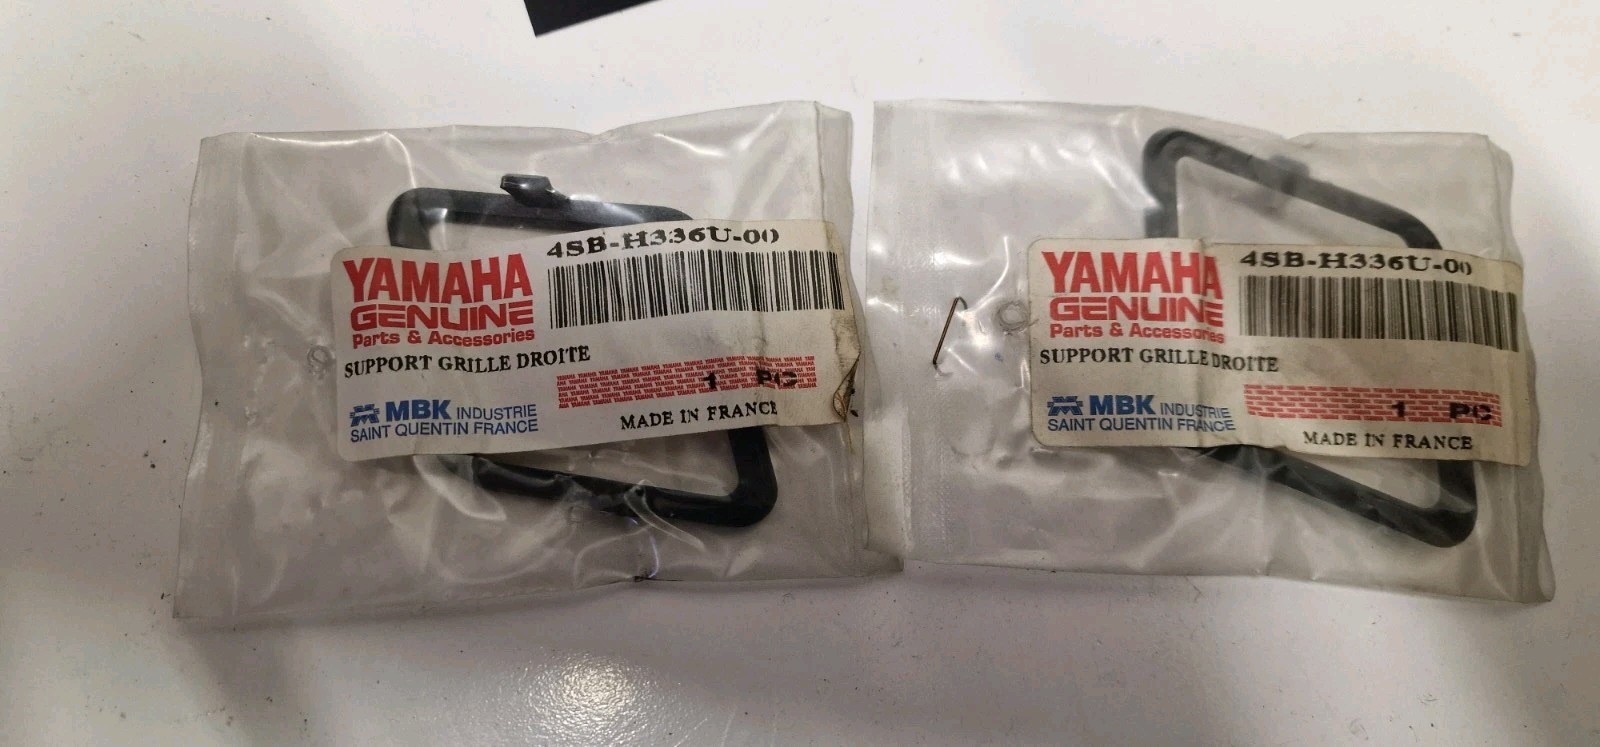 4SB-H336U-00
YAMAHA
GENUINE
Parts & Accessories
SUPPORT GRILLE DROITE
1 PC
MBK INDUSTRIE
SAINT QUENTIN FRANCE
MADE IN FRANCE
4SB-H336U-00
YAMAHA
GENUINE
Parts & Accessories
SUPPORT GRILLE DROITE
1 PC
MBK INDUSTRIE
SAINT QUENTIN FRANCE
MADE IN FRANCE